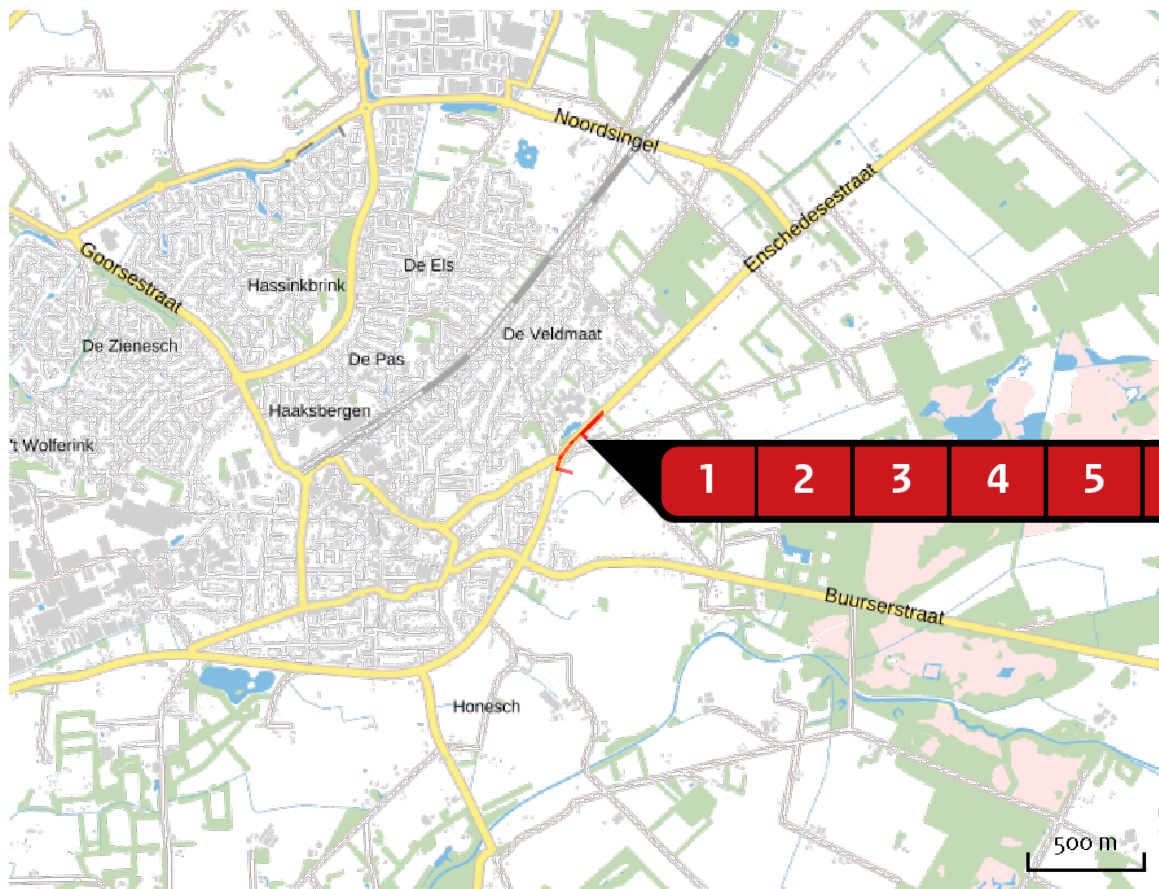 Noordsingel
Enschedesestraat
Goorsestraat
De Els
Hassinkbrink
De Veldmaat
De Zienesch
De Pas
Haaksbergen
't Wolferink
1 2 3 4 5
Buurserstraat
Honesch
500 m